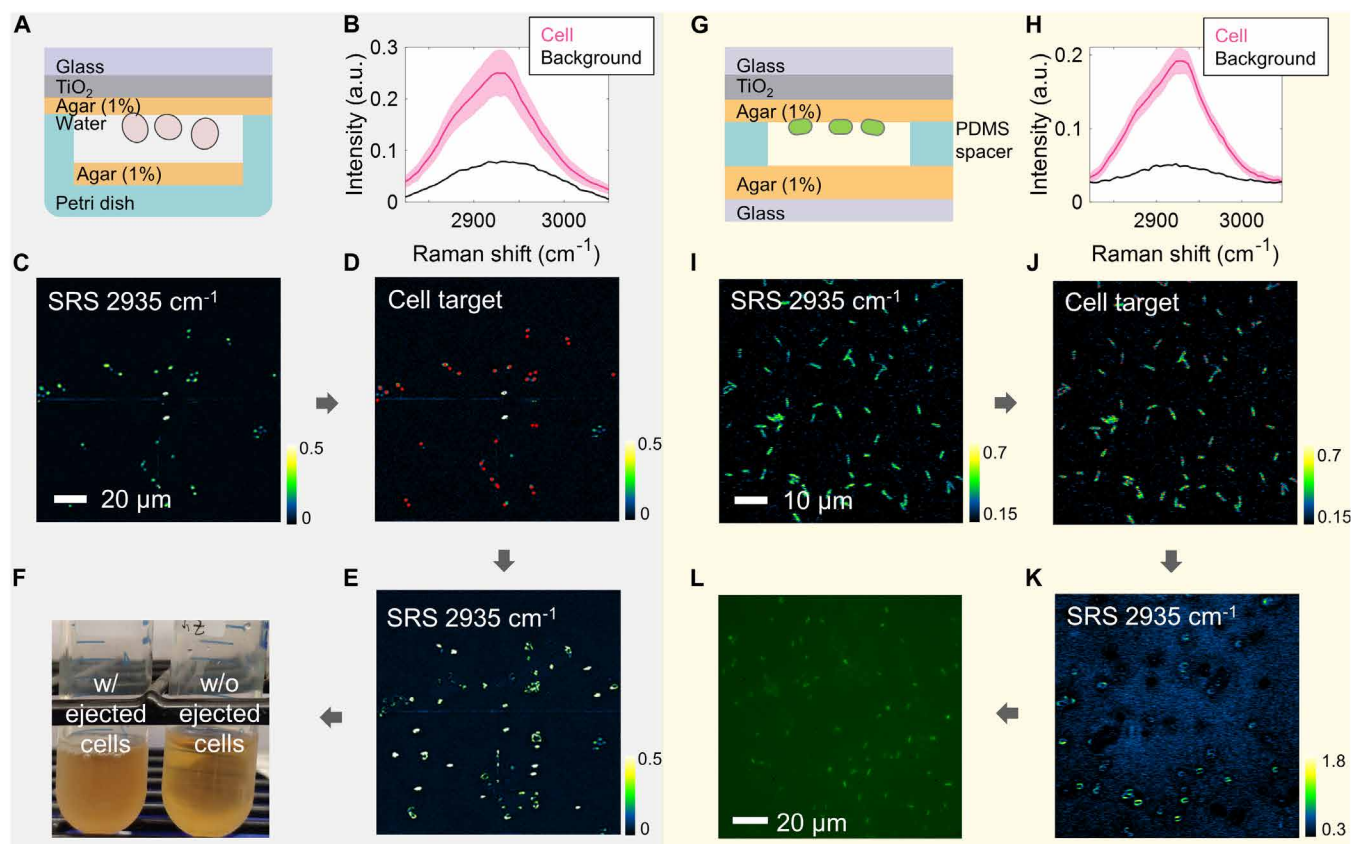 A
Glass
TiO2
Agar (1%)
Water
Agar (1%)
Petri dish
B
0.3
0.2
0.1
0
Intensity (a.u.)
Cell
Background
2900
3000
Raman shift (cm-1)
C
SRS 2935 cm-1
20 μm
0.5
0
D
Cell target
0.5
0
E
SRS 2935 cm-1
0.5
0
F
w/
ejected
cells
w/o
ejected
cells
G
Glass
TiO2
Agar (1%)
PDMS
spacer
Agar (1%)
Glass
H
0.2
0.1
0
Intensity (a.u.)
Cell
Background
2900
3000
Raman shift (cm-1)
I
SRS 2935 cm-1
10 μm
0.7
0.15
J
Cell target
0.7
0.15
K
SRS 2935 cm-1
1.8
0.3
L
20 μm